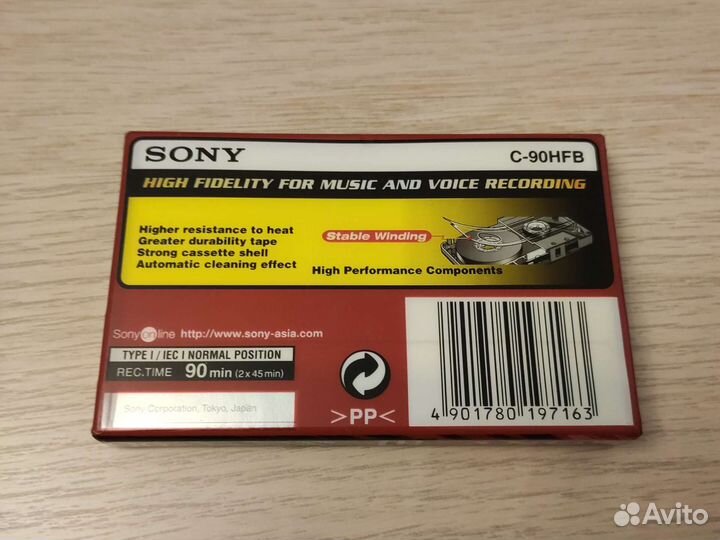 SONY C-90HFB
HIGH FIDELITY FOR MUSIC AND VOICE RECORDING
Higher resistance to heat
Greater durability tape
Strong cassette shell
Automatic cleaning effect
Stable Winding
High Performance Components
Sony online http://www.sony-asia.com
TYPE I / IEC I NORMAL POSITION
REC.TIME 90 min (2 x 45 min)
Sony Corporation, Tokyo, Japan
>PP<
4 901780 197163
Avito